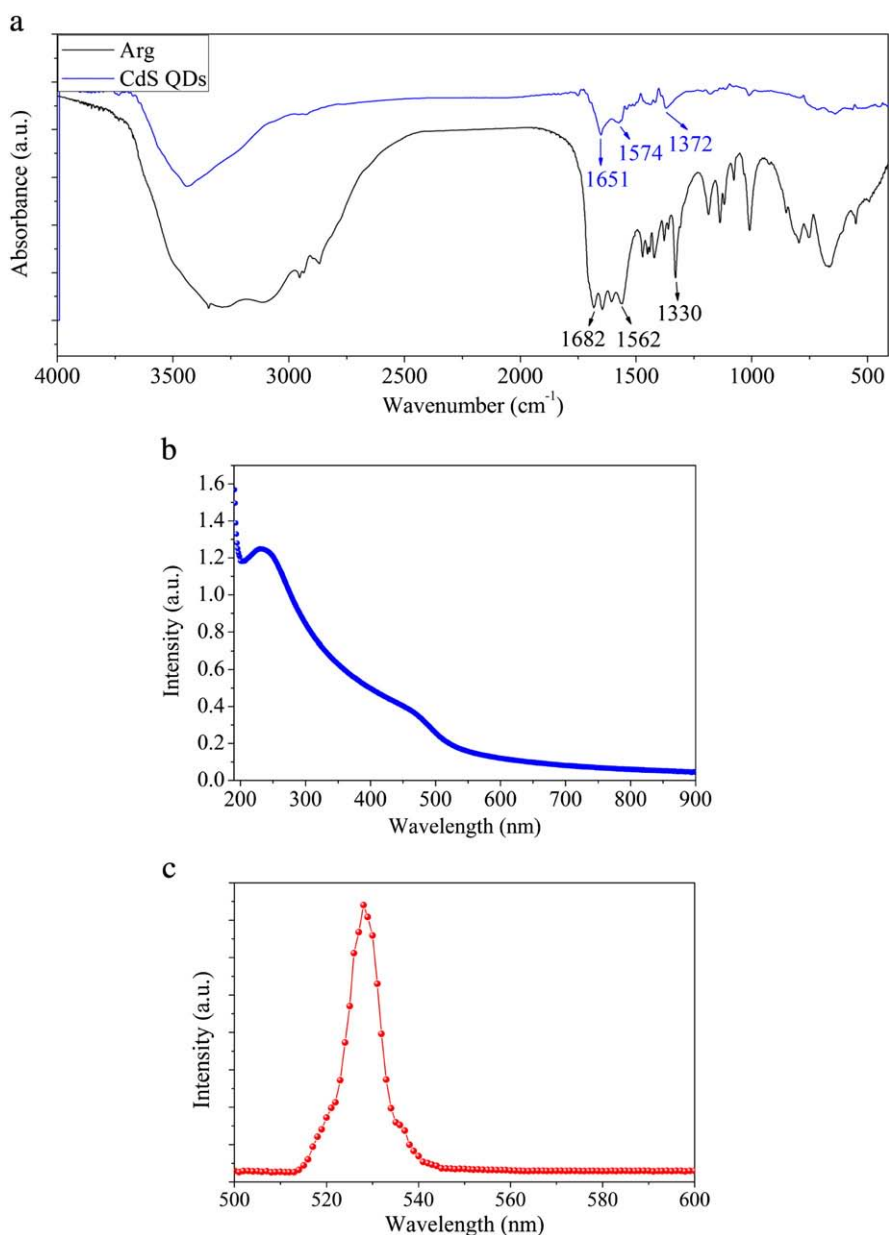 a
Arg
CdS QDs
Absorbance (a.u.)
1651
1574
1372
1682
1562
1330
4000 3500 3000 2500 2000 1500 1000 500
Wavenumber (cm⁻¹)
b
Intensity (a.u.)
1.6
1.4
1.2
1.0
0.8
0.6
0.4
0.2
0.0
200 300 400 500 600 700 800 900
Wavelength (nm)
c
Intensity (a.u.)
500 520 540 560 580 600
Wavelength (nm)